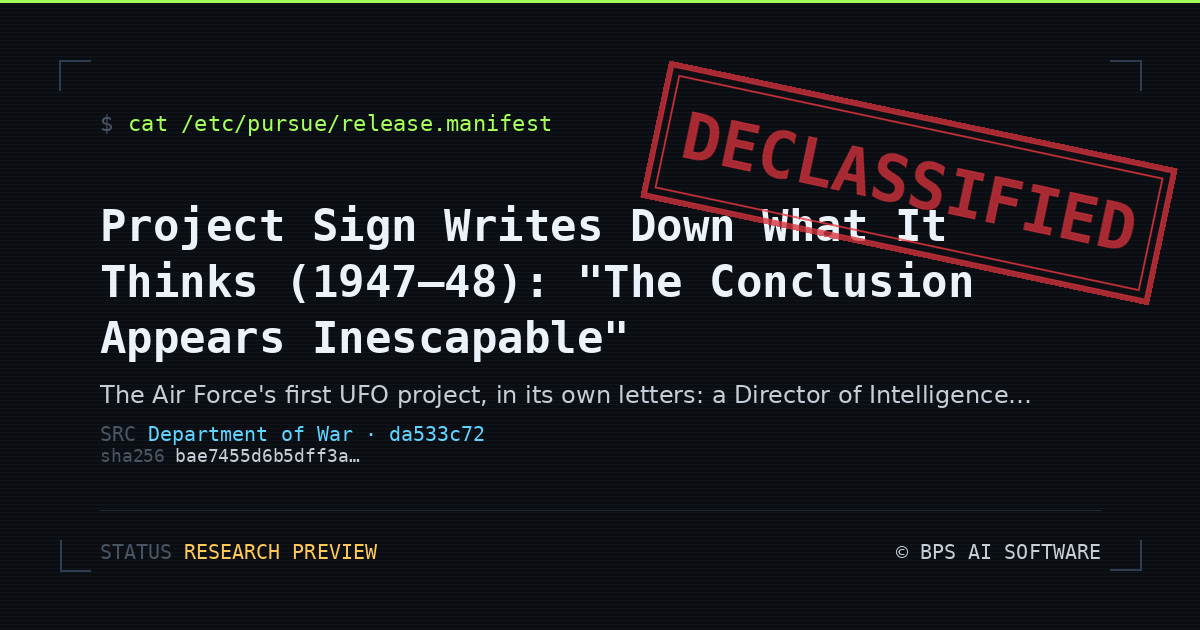 $ cat /etc/pursue/release.manifest
DECLASSIFIED
Project Sign Writes Down What It
Thinks (1947—48): "The Conclusion
Appears Inescapable"
The Air Force's first UFO project, in its own letters: a Director of Intelligence…
SRC Department of War · da533c72
sha256 bae7455d6b5dff3a…
STATUS RESEARCH PREVIEW
© BPS AI SOFTWARE